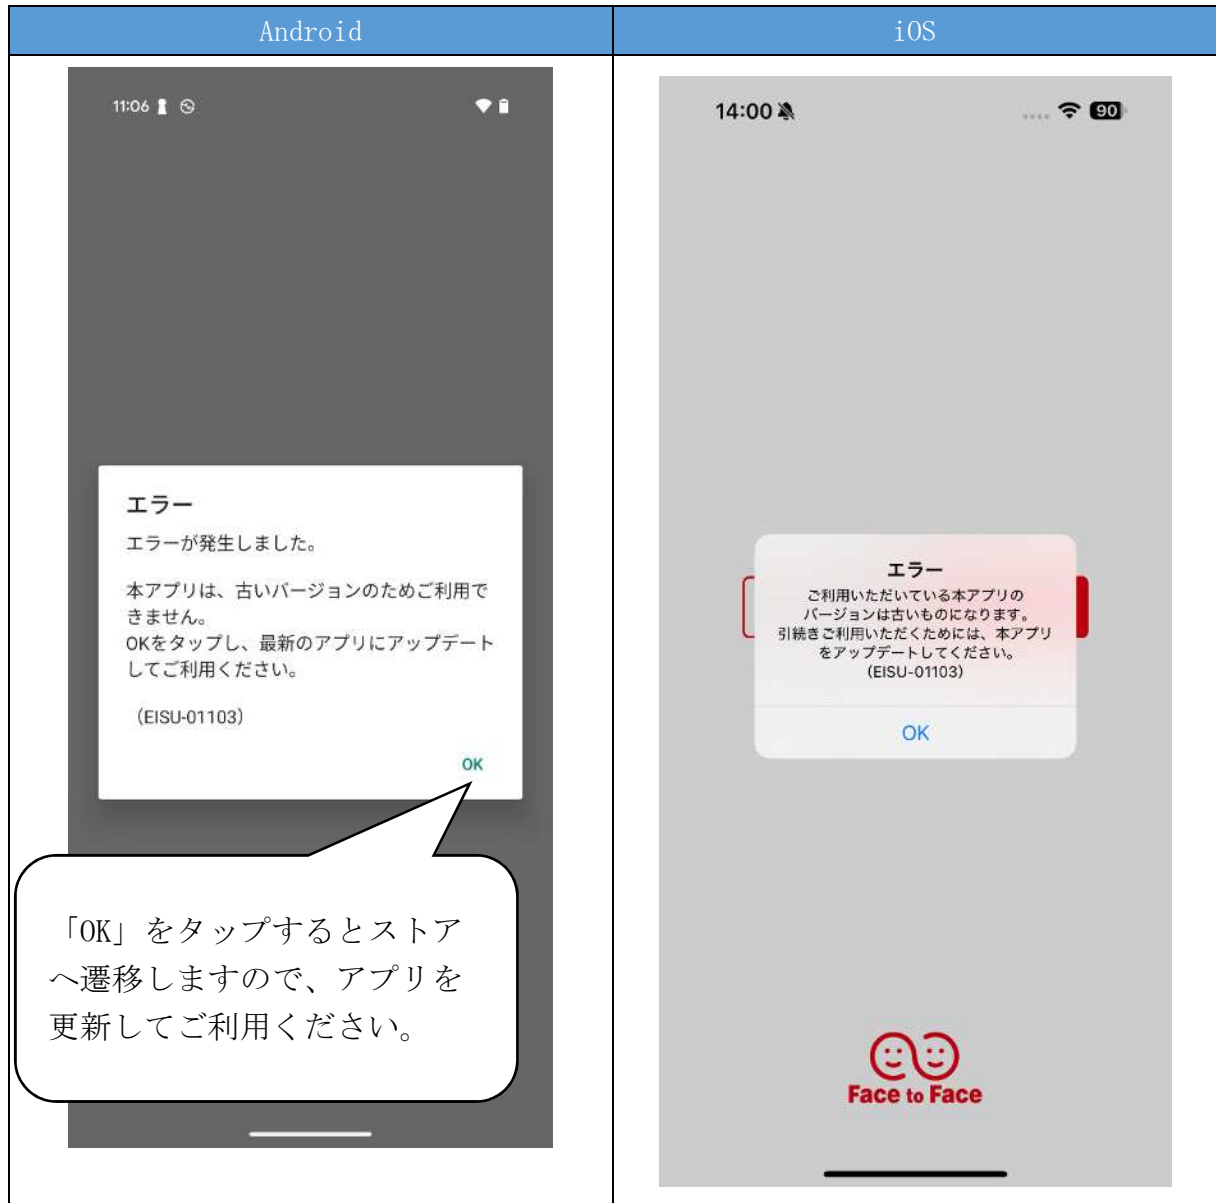 Android
iOS
11:06
エラー
エラーが発生しました。
本アプリは、古いバージョンのためご利用で
きません。
OKをタップし、最新のアプリにアップデート
してご利用ください。
（EISU-01103）
OK
「OK」をタップするとストア
へ遷移しますので、アプリを
更新してご利用ください。
14:00
90
エラー
ご利用いただいている本アプリの
バージョンは古いものになります。
引続きご利用いただくためには、本アプリ
をアップデートしてください。
(EISU-01103)
OK
Face to Face